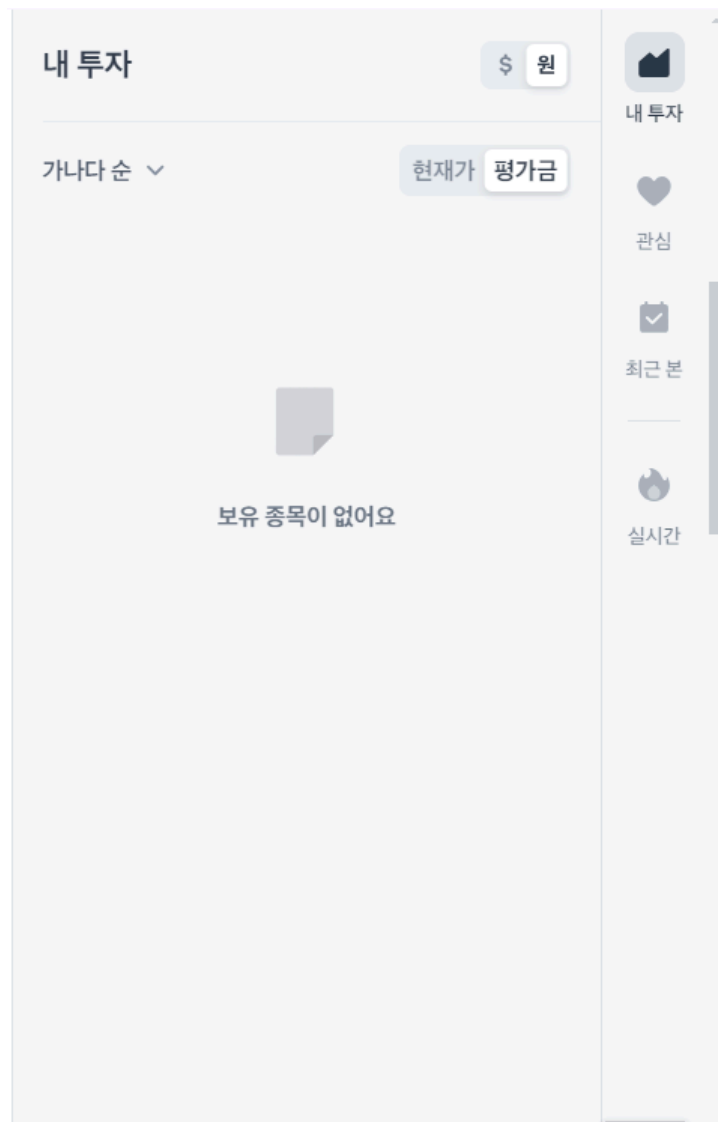 내 투자
$ 원
가나다 순
현재가 평가금
보유 종목이 없어요
내 투자
관심
최근 본
실시간